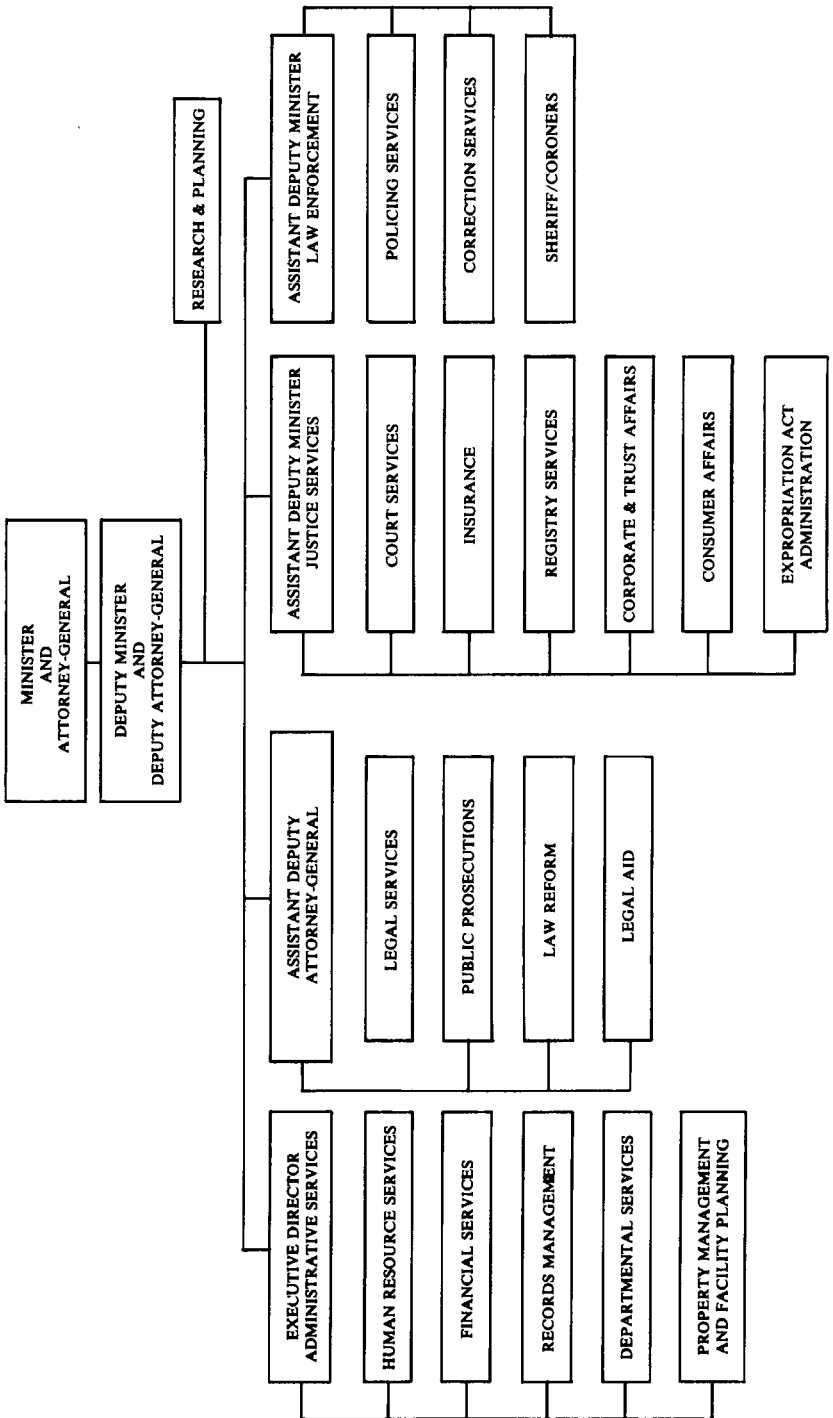 MINISTER
AND
ATTORNEY-GENERAL
DEPUTY MINISTER
AND
DEPUTY ATTORNEY-GENERAL
RESEARCH & PLANNING
EXECUTIVE DIRECTOR
ADMINISTRATIVE SERVICES
HUMAN RESOURCE SERVICES
FINANCIAL SERVICES
RECORDS MANAGEMENT
DEPARTMENTAL SERVICES
PROPERTY MANAGEMENT
AND FACILITY PLANNING
ASSISTANT DEPUTY
ATTORNEY-GENERAL
LEGAL SERVICES
PUBLIC PROSECUTIONS
LAW REFORM
LEGAL AID
ASSISTANT DEPUTY MINISTER
JUSTICE SERVICES
COURT SERVICES
INSURANCE
REGISTRY SERVICES
CORPORATE & TRUST AFFAIRS
CONSUMER AFFAIRS
EXPROPRIATION ACT
ADMINISTRATION
ASSISTANT DEPUTY MINISTER
LAW ENFORCEMENT
POLICING SERVICES
CORRECTION SERVICES
SHERIFF/CORONERS